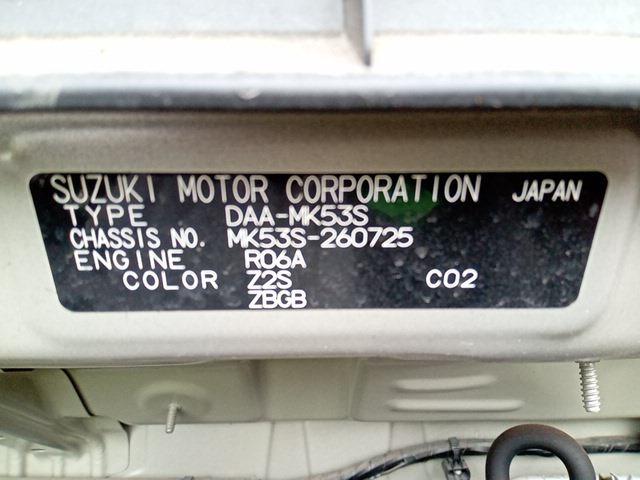 SUZUKI MOTOR CORPORATION JAPAN
TYPE DAA-MK53S
CHASSIS NO. MK53S-260725
ENGINE R06A
COLOR Z2S C02
ZBGB